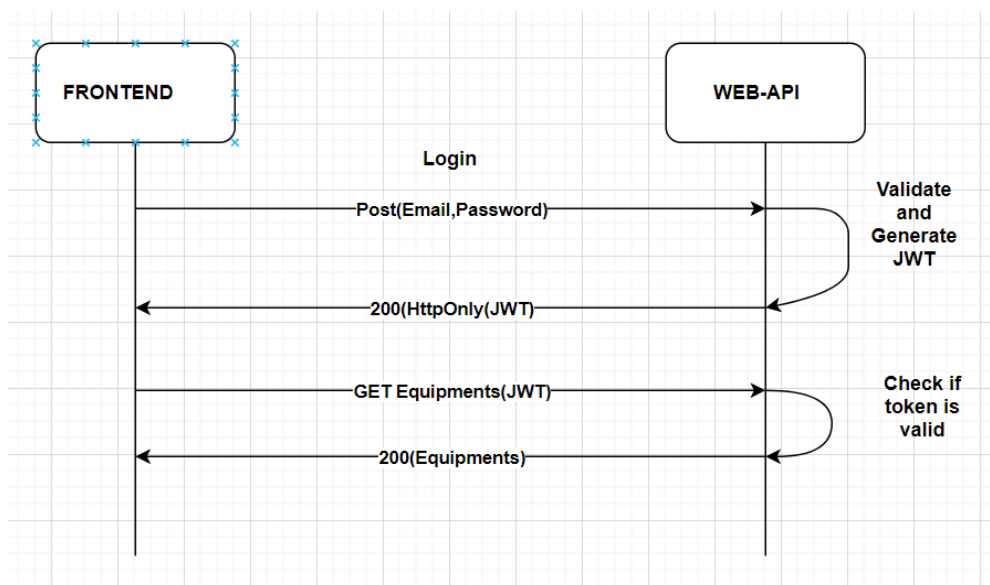 FRONTEND
WEB-API
Login
Post(Email,Password)
Validate
and
Generate
JWT
200(HttpOnly(JWT)
GET Equipments(JWT)
Check if
token is
valid
200(Equipments)